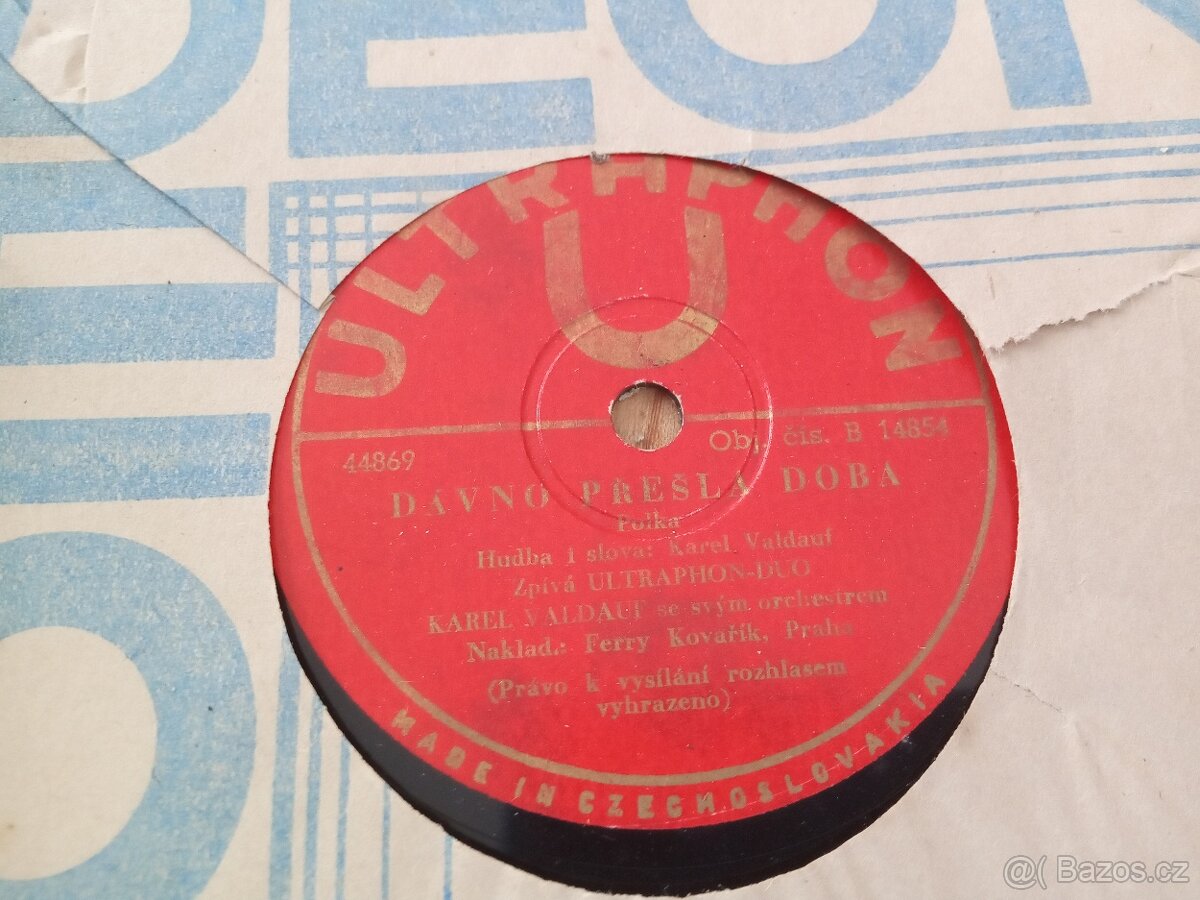 ULTRAPHON
U
44869
Obj. čís. B 14854
DÁVNO PŘEŠLA DOBA
Polka
Hudba i slova: Karel Valdauf
Zpívá ULTRAPHON-DUO
KAREL VALDAUF se svým orchestrem
Naklad.: Ferry Kovařík, Praha
(Právo k vysílání rozhlasem
vyhrazeno)
MADE IN CZECHOSLOVAKIA
@( Bazos.cz